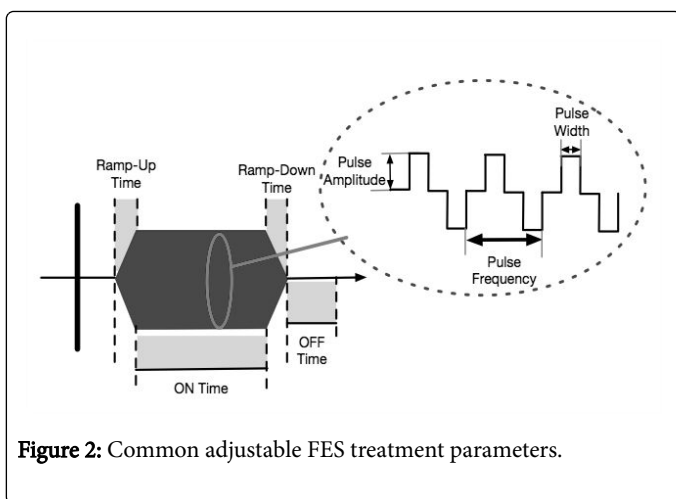 Ramp-Up
Time
Ramp-Down
Time
ON Time
OFF
Time
Pulse
Amplitude
Pulse
Width
Pulse
Frequency
Figure 2: Common adjustable FES treatment parameters.